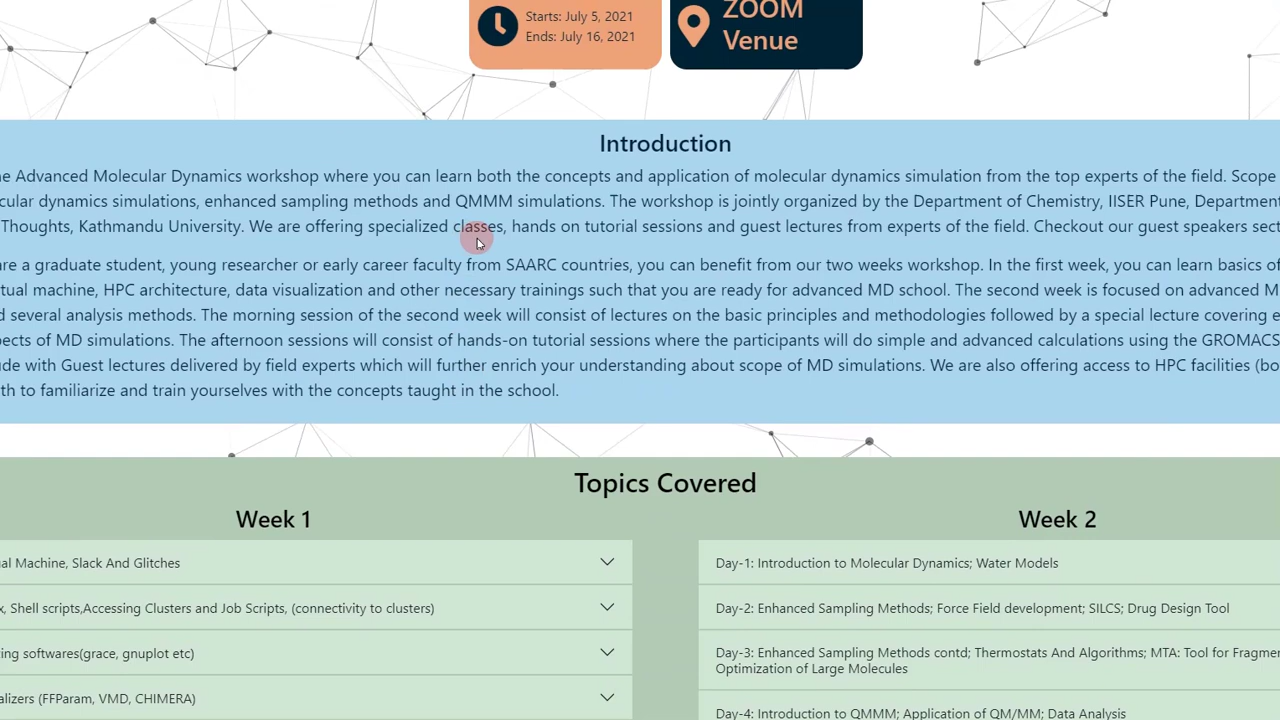 Starts: July 5, 2021
Ends: July 16, 2021
ZOOM
Venue
Introduction
Advanced Molecular Dynamics workshop where you can learn both the concepts and application of molecular dynamics simulation from the top experts of the field. Scope
dynamics simulations, enhanced sampling methods and QMMM simulations. The workshop is jointly organized by the Department of Chemistry, IISER Pune, Department
Thoughts, Kathmandu University. We are offering specialized classes, hands on tutorial sessions and guest lectures from experts of the field. Checkout our guest speakers
a graduate student, young researcher or early career faculty from SAARC countries, you can benefit from our two weeks workshop. In the first week, you can learn basics of
machine, HPC architecture, data visualization and other necessary trainings such that you are ready for advanced MD school. The second week is focused on advanced
several analysis methods. The morning session of the second week will consist of lectures on the basic principles and methodologies followed by a special lecture covering
of MD simulations. The afternoon sessions will consist of hands-on tutorial sessions where the participants will do simple and advanced calculations using the GROMACS
with Guest lectures delivered by field experts which will further enrich your understanding about scope of MD simulations. We are also offering access to HPC facilities
to familiarize and train yourselves with the concepts taught in the school.
Topics Covered
Week 1
Machine, Slack And Glitches
Shell scripts,Accessing Clusters and Job Scripts, (connectivity to clusters)
softwares(grace, gnuplot etc)
(FFParam, VMD, CHIMERA)
Week 2
Day-1: Introduction to Molecular Dynamics; Water Models
Day-2: Enhanced Sampling Methods; Force Field development; SILCS; Drug Design Tool
Day-3: Enhanced Sampling Methods contd; Thermostats And Algorithms; MTA: Tool for
Optimization of Large Molecules
Day-4: Introduction to QMMM; Application of QM/MM; Data Analysis